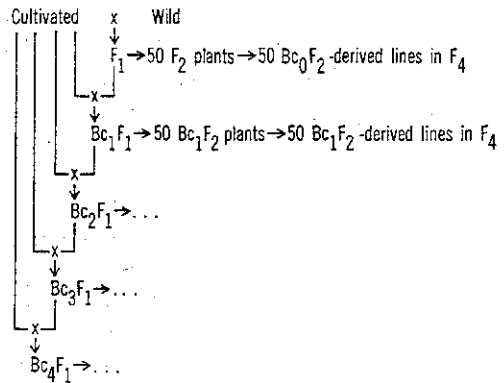 Cultivated x Wild
F1→50 F2 plants→50 Bc0F2-derived lines in F4
x
Bc1F1→50 Bc1F2 plants→50 Bc1F2-derived lines in F4
x
Bc2F1→...
x
Bc3F1→...
x
Bc4F1→...